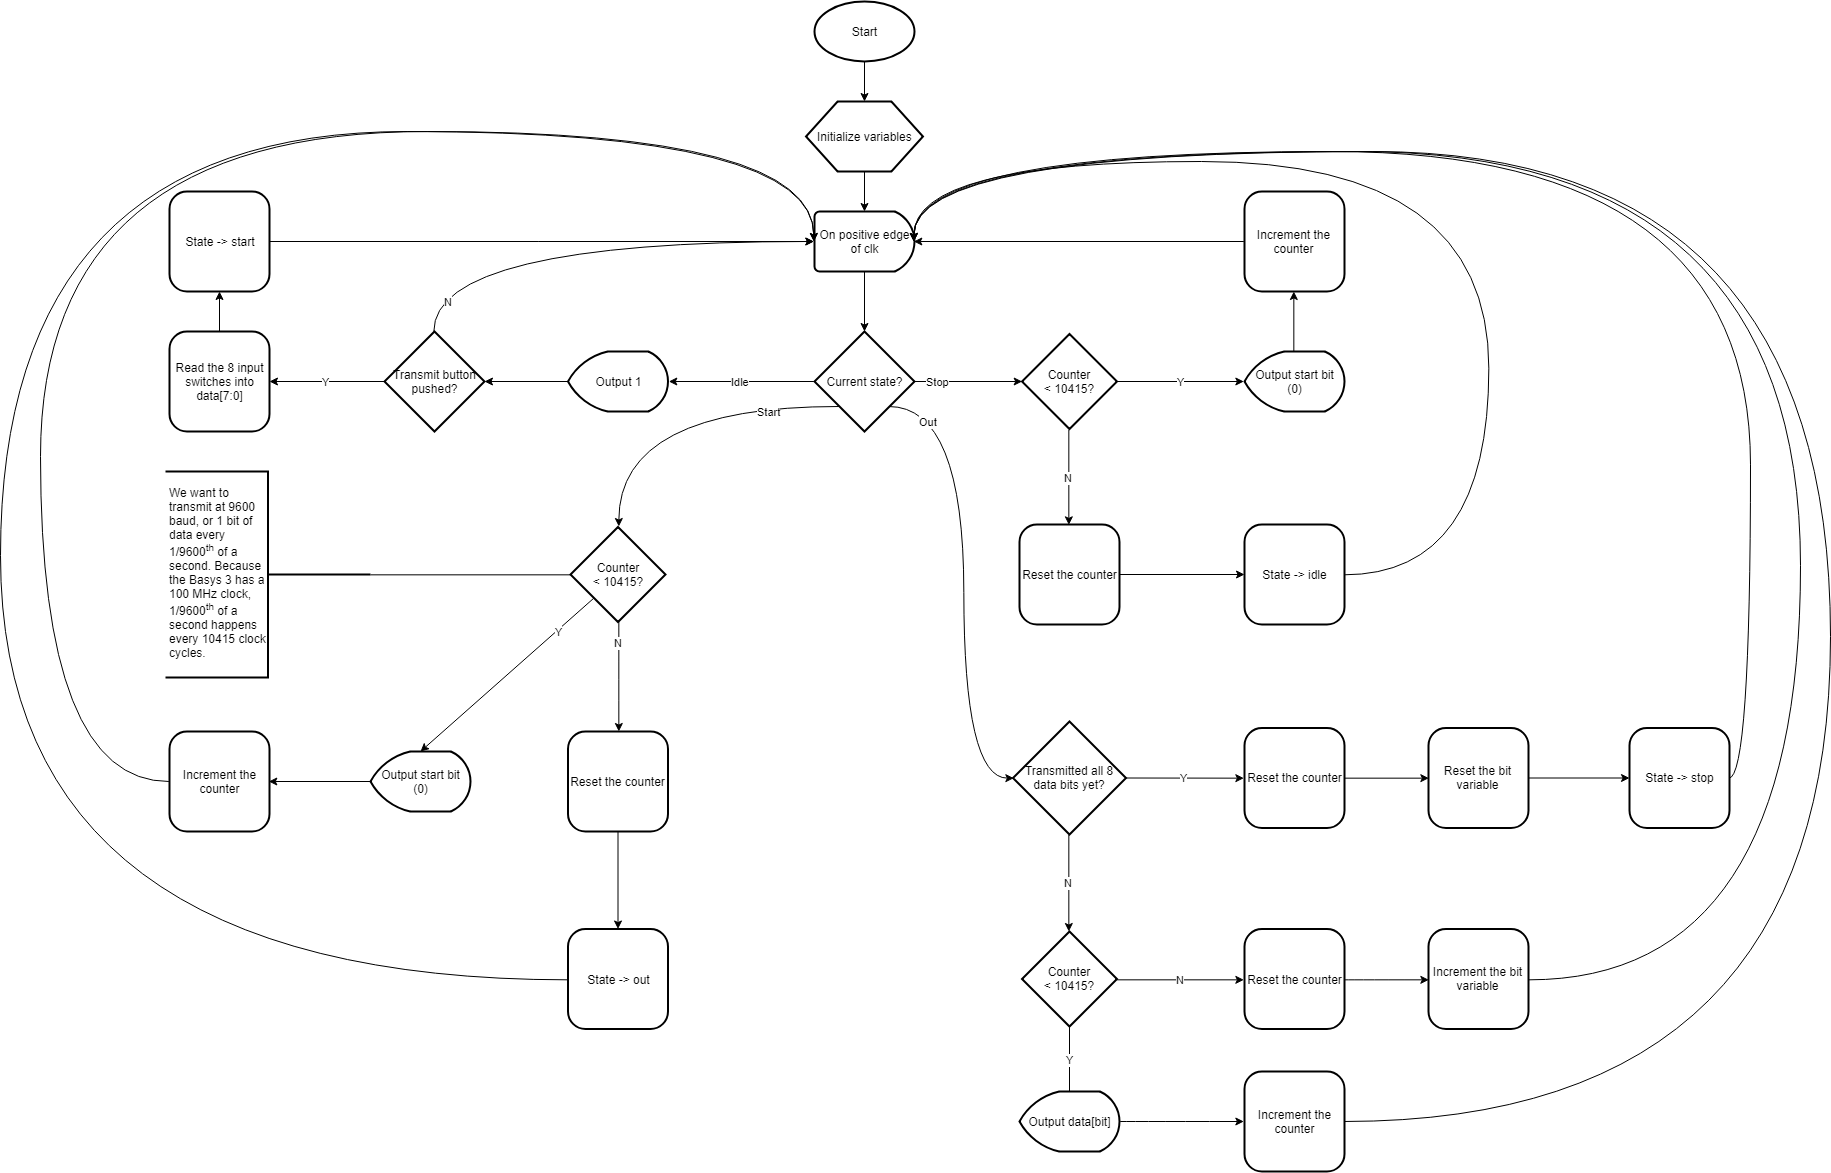 Start
Initialize variables
On positive edge
of clk
State -> start
Increment the
counter
N
Read the 8 input
switches into
data[7:0]
Y
Transmit button
pushed?
Output 1
Idle
Current state?
Stop
Counter
< 10415?
Y
Output start bit
(0)
Start
Out
N
We want to
transmit at 9600
baud, or 1 bit of
data every
1/9600th of a
second. Because
the Basys 3 has a
100 MHz clock,
1/9600th of a
second happens
every 10415 clock
cycles.
Counter
< 10415?
Reset the counter
State -> idle
Y
N
Increment the
counter
Output start bit
(0)
Reset the counter
Transmitted all 8
data bits yet?
Y
Reset the counter
Reset the bit
variable
State -> stop
N
State -> out
Counter
< 10415?
N
Reset the counter
Increment the bit
variable
Y
Output data[bit]
Increment the
counter